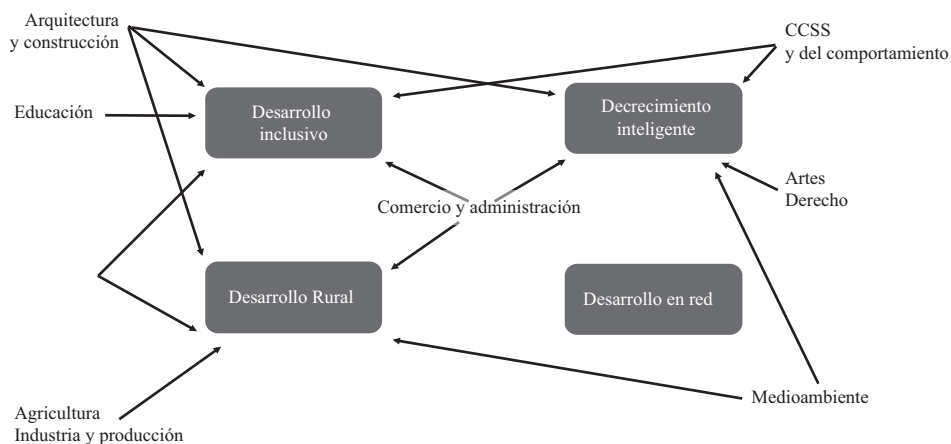 Arquitectura
y construcción
CCSS
y del comportamiento
Educación
Desarrollo
inclusivo
Decrecimiento
inteligente
Artes
Derecho
Comercio y administración
Desarrollo Rural
Desarrollo en red
Medioambiente
Agricultura
Industria y producción